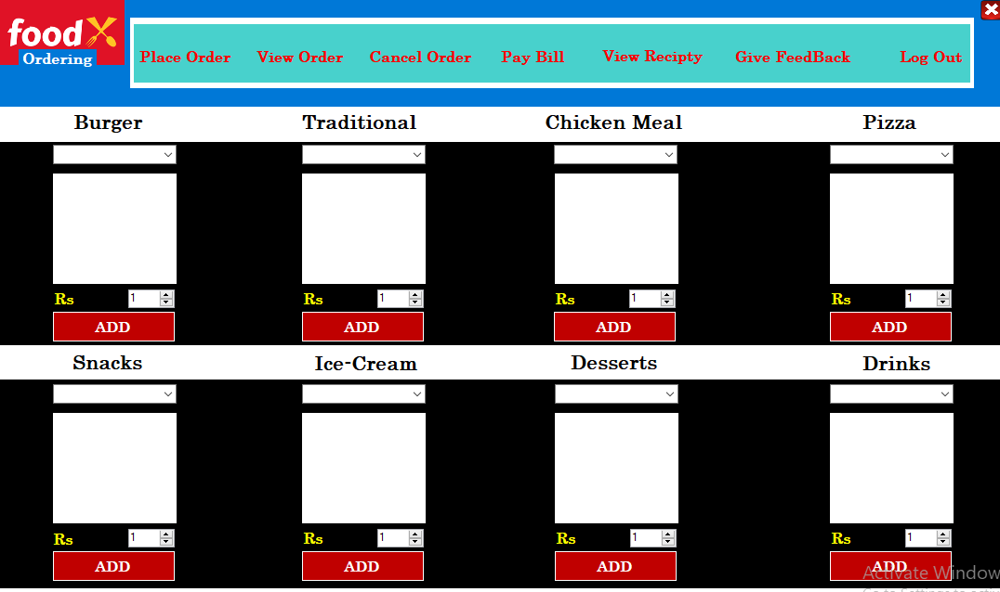 food
Ordering
Place Order View Order Cancel Order Pay Bill View Recipty Give FeedBack Log Out
Burger Traditional Chicken Meal Pizza
Rs 1 Rs 1 Rs 1 Rs 1
ADD ADD ADD ADD
Snacks Ice-Cream Desserts Drinks
Rs 1 Rs 1 Rs 1 Rs 1
ADD ADD ADD ADD
Activate Window